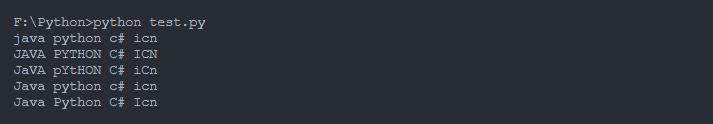 F:\Python>python test.py
java python c# icn
JAVA PYTHON C# ICN
JaVA pYtHON C# iCn
Java python c# icn
Java Python C# Icn